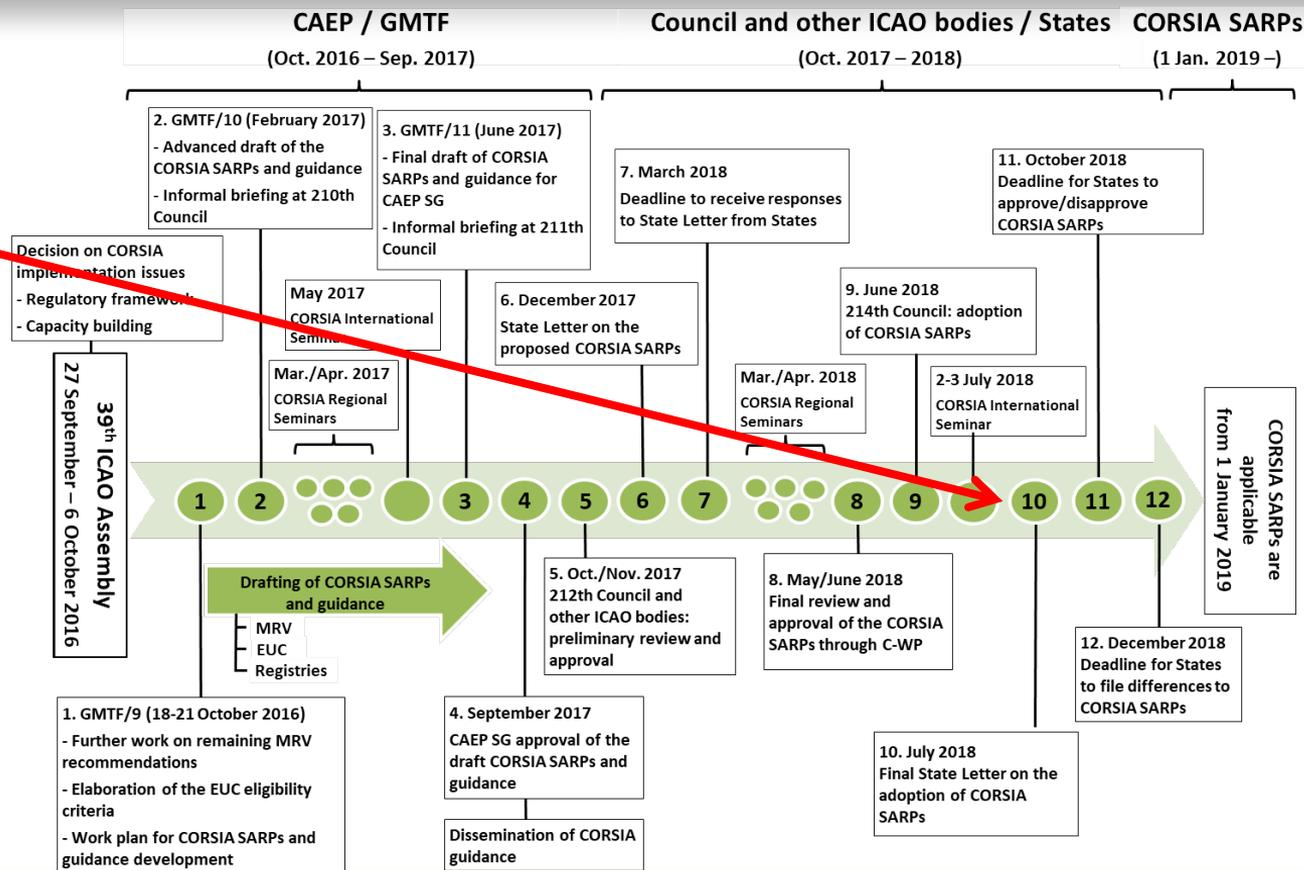 CAEP / GMTF
(Oct. 2016 – Sep. 2017)
Council and other ICAO bodies / States
(Oct. 2017 – 2018)
CORSIA SARPs
(1 Jan. 2019 –)
2. GMTF/10 (February 2017)
- Advanced draft of the
CORSIA SARPs and guidance
- Informal briefing at 210th
Council
3. GMTF/11 (June 2017)
- Final draft of CORSIA
SARPs and guidance for
CAEP SG
- Informal briefing at 211th
Council
7. March 2018
Deadline to receive responses
to State Letter from States
11. October 2018
Deadline for States to
approve/disapprove
CORSIA SARPs
Decision on CORSIA
implementation issues
- Regulatory framework
- Capacity building
May 2017
CORSIA International
Seminar
6. December 2017
State Letter on the
proposed CORSIA SARPs
9. June 2018
214th Council: adoption
of CORSIA SARPs
Mar./Apr. 2017
CORSIA Regional
Seminars
Mar./Apr. 2018
CORSIA Regional
Seminars
2-3 July 2018
CORSIA International
Seminar
39th ICAO Assembly
27 September – 6 October 2016
1
2
3
4
5
6
7
8
9
10
11
12
CORSIA SARPs are
applicable
from 1 January 2019
Drafting of CORSIA SARPs
and guidance
MRV
EUC
Registries
5. Oct./Nov. 2017
212th Council and
other ICAO bodies:
preliminary review and
approval
8. May/June 2018
Final review and
approval of the CORSIA
SARPs through C-WP
12. December 2018
Deadline for States
to file differences to
CORSIA SARPs
1. GMTF/9 (18-21 October 2016)
- Further work on remaining MRV
recommendations
- Elaboration of the EUC eligibility
criteria
- Work plan for CORSIA SARPs and
guidance development
4. September 2017
CAEP SG approval of the
draft CORSIA SARPs and
guidance
Dissemination of CORSIA
guidance
10. July 2018
Final State Letter on the
adoption of CORSIA
SARPs